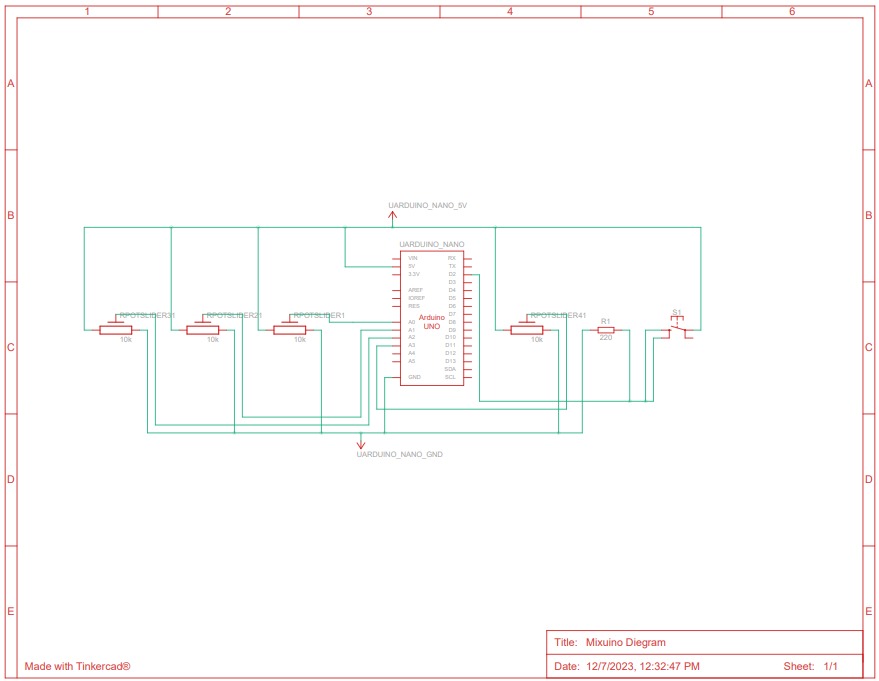 1 2 3 4 5 6
A A
UARDUINO_NANO_5V
B B
UARDUINO_NANO
VIN RX
5V TX
3.3V D2
D3
AREF D4
IOREF D5
RES D6
Arduino D7
UNO
A0 D8
A1 D9
A2 D10
A3 D11
A4 D12
A5 D13
SDA
GND SCL
RPOTSLIDER31 RPOTSLIDER21 RPOTSLIDER1 RPOTSLIDER41 R1 S1
10k 10k 10k 10k 220
C C
UARDUINO_NANO_GND
D D
E E
Title: Mixuino Diegram
Made with Tinkercad®
Date: 12/7/2023, 12:32:47 PM Sheet: 1/1